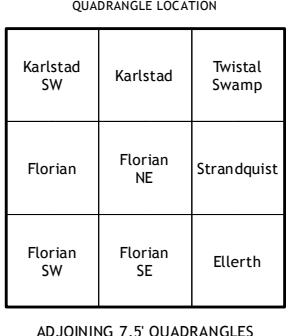 QUADRANGLE LOCATION
Karlstad
SW
Karlstad
Twistal
Swamp
Florian
Florian
NE
Strandquist
Florian
SW
Florian
SE
Ellerth
ADJOINING 7.5' QUADRANGLES